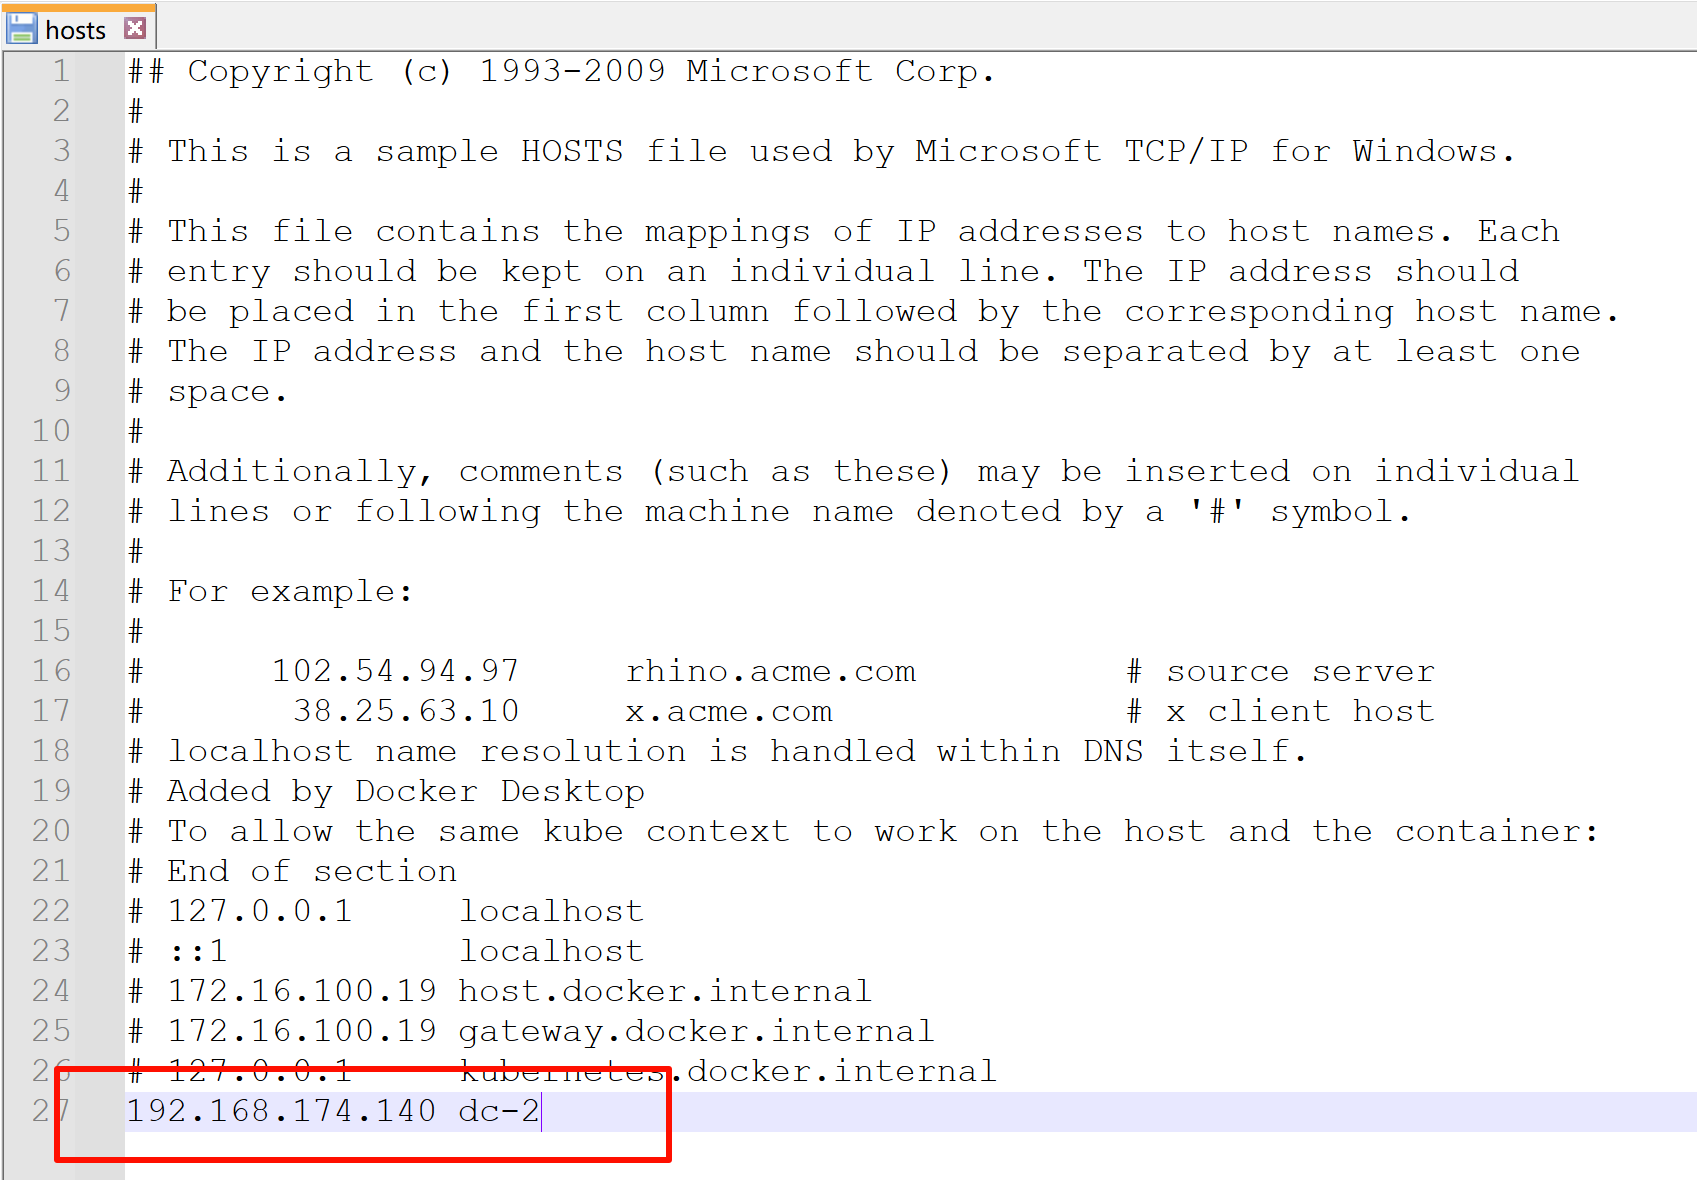 hosts
1 ## Copyright (c) 1993-2009 Microsoft Corp.
2 #
3 # This is a sample HOSTS file used by Microsoft TCP/IP for Windows.
4 #
5 # This file contains the mappings of IP addresses to host names. Each
6 # entry should be kept on an individual line. The IP address should
7 # be placed in the first column followed by the corresponding host name.
8 # The IP address and the host name should be separated by at least one
9 # space.
10 #
11 # Additionally, comments (such as these) may be inserted on individual
12 # lines or following the machine name denoted by a '#' symbol.
13 #
14 # For example:
15 #
16 #      102.54.94.97     rhino.acme.com          # source server
17 #       38.25.63.10     x.acme.com              # x client host
18 # localhost name resolution is handled within DNS itself.
19 # Added by Docker Desktop
20 # To allow the same kube context to work on the host and the container:
21 # End of section
22 # 127.0.0.1     localhost
23 # ::1           localhost
24 # 172.16.100.19 host.docker.internal
25 # 172.16.100.19 gateway.docker.internal
26 # 127.0.0.1     kubernetes.docker.internal
27 192.168.174.140 dc-2